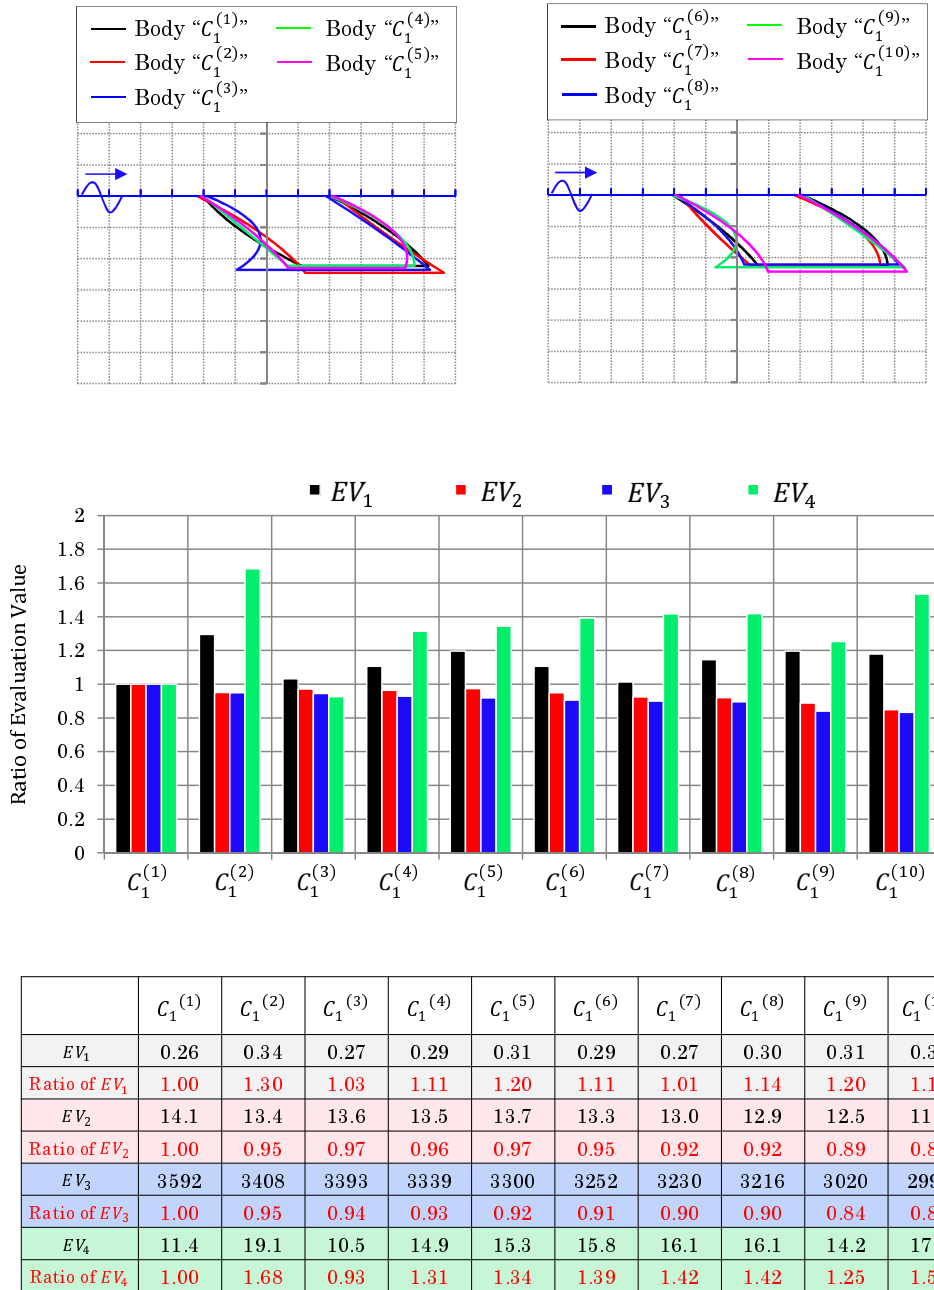 Body “C₁⁽¹⁾” Body “C₁⁽⁴⁾”
Body “C₁⁽²⁾” Body “C₁⁽⁵⁾”
Body “C₁⁽³⁾”
Body “C₁⁽⁶⁾” Body “C₁⁽⁹⁾”
Body “C₁⁽⁷⁾” Body “C₁⁽¹⁰⁾”
Body “C₁⁽⁸⁾”
EV₁ EV₂ EV₃ EV₄
Ratio of Evaluation Value
2
1.8
1.6
1.4
1.2
1
0.8
0.6
0.4
0.2
0
C₁⁽¹⁾ C₁⁽²⁾ C₁⁽³⁾ C₁⁽⁴⁾ C₁⁽⁵⁾ C₁⁽⁶⁾ C₁⁽⁷⁾ C₁⁽⁸⁾ C₁⁽⁹⁾ C₁⁽¹⁰⁾
C₁⁽¹⁾ C₁⁽²⁾ C₁⁽³⁾ C₁⁽⁴⁾ C₁⁽⁵⁾ C₁⁽⁶⁾ C₁⁽⁷⁾ C₁⁽⁸⁾ C₁⁽⁹⁾
EV₁ 0.26 0.34 0.27 0.29 0.31 0.29 0.27 0.30 0.31
Ratio of EV₁ 1.00 1.30 1.03 1.11 1.20 1.11 1.01 1.14 1.20
EV₂ 14.1 13.4 13.6 13.5 13.7 13.3 13.0 12.9 12.5
Ratio of EV₂ 1.00 0.95 0.97 0.96 0.97 0.95 0.92 0.92 0.89
EV₃ 3592 3408 3393 3339 3300 3252 3230 3216 3020
Ratio of EV₃ 1.00 0.95 0.94 0.93 0.92 0.91 0.90 0.90 0.84
EV₄ 11.4 19.1 10.5 14.9 15.3 15.8 16.1 16.1 14.2
Ratio of EV₄ 1.00 1.68 0.93 1.31 1.34 1.39 1.42 1.42 1.25